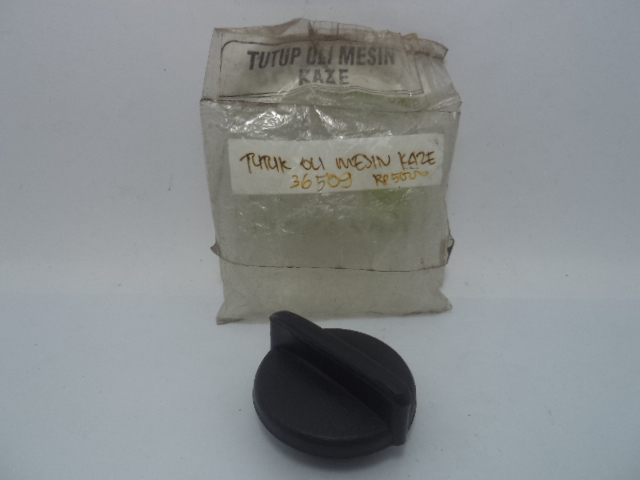 TUTUP OLI MESIN
KAZE
TUTUK OLI MESIN KAZE
36509